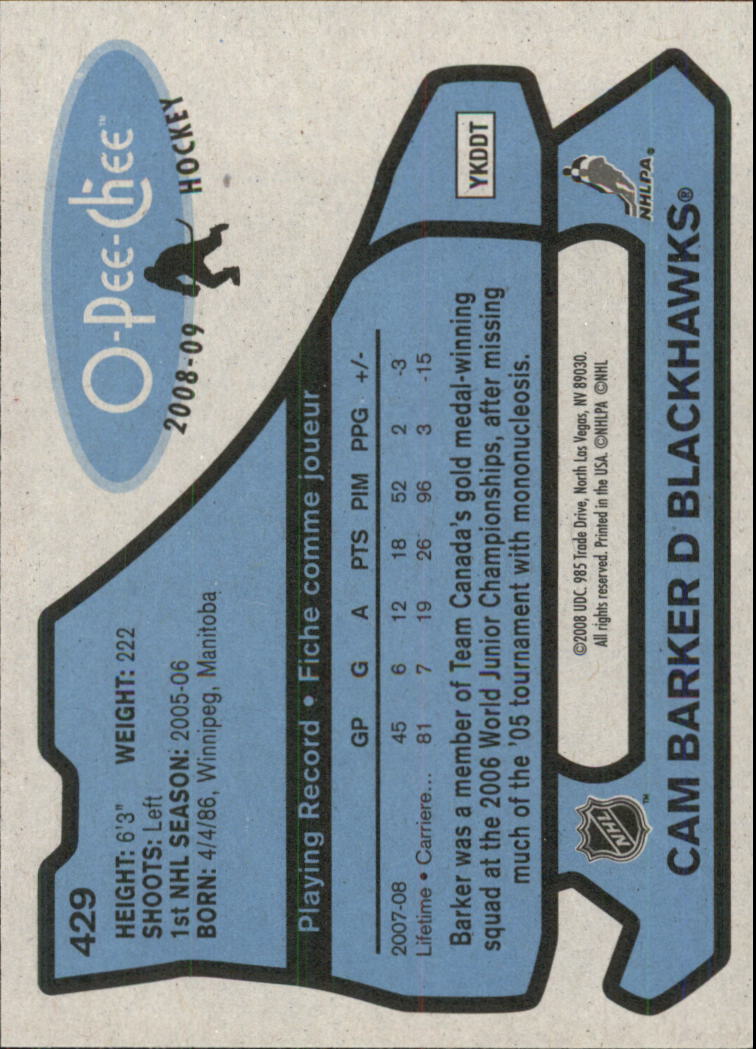 O-Pee-Chee™
2008-09 HOCKEY
429
HEIGHT: 6'3" WEIGHT: 222
SHOOTS: Left
1st NHL SEASON: 2005-06
BORN: 4/4/86, Winnipeg, Manitoba
Playing Record • Fiche comme joueur
GP G A PTS PIM PPG +/-
2007-08 45 6 12 18 52 2 -3
Lifetime • Carriere... 81 7 19 26 96 3 -15
Barker was a member of Team Canada's gold medal-winning
squad at the 2006 World Junior Championships, after missing
much of the '05 tournament with mononucleosis.
YKDDT
©2008 UDC. 985 Trade Drive, North Las Vegas, NV 89030.
All rights reserved. Printed in the USA. ©NHLPA ©NHL
NHL™
NHLPA®
CAM BARKER D BLACKHAWKS®